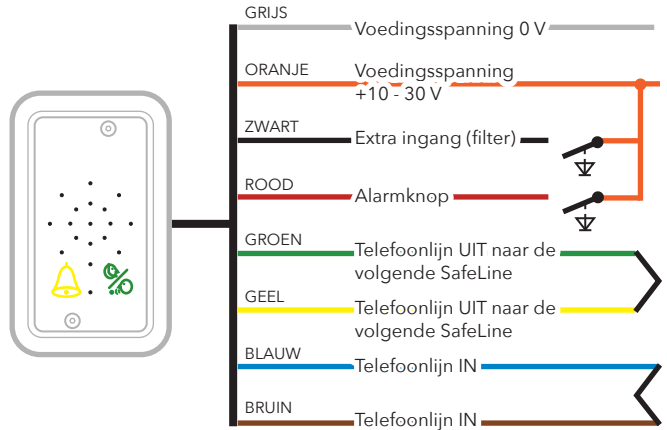 GRIJS
Voedingsspanning 0 V
ORANJE
Voedingsspanning
+10 - 30 V
ZWART
Extra ingang (filter)
ROOD
Alarmknop
GROEN
Telefoonlijn UIT naar de
volgende SafeLine
GEEL
Telefoonlijn UIT naar de
volgende SafeLine
BLAUW
Telefoonlijn IN
BRUIN
Telefoonlijn IN